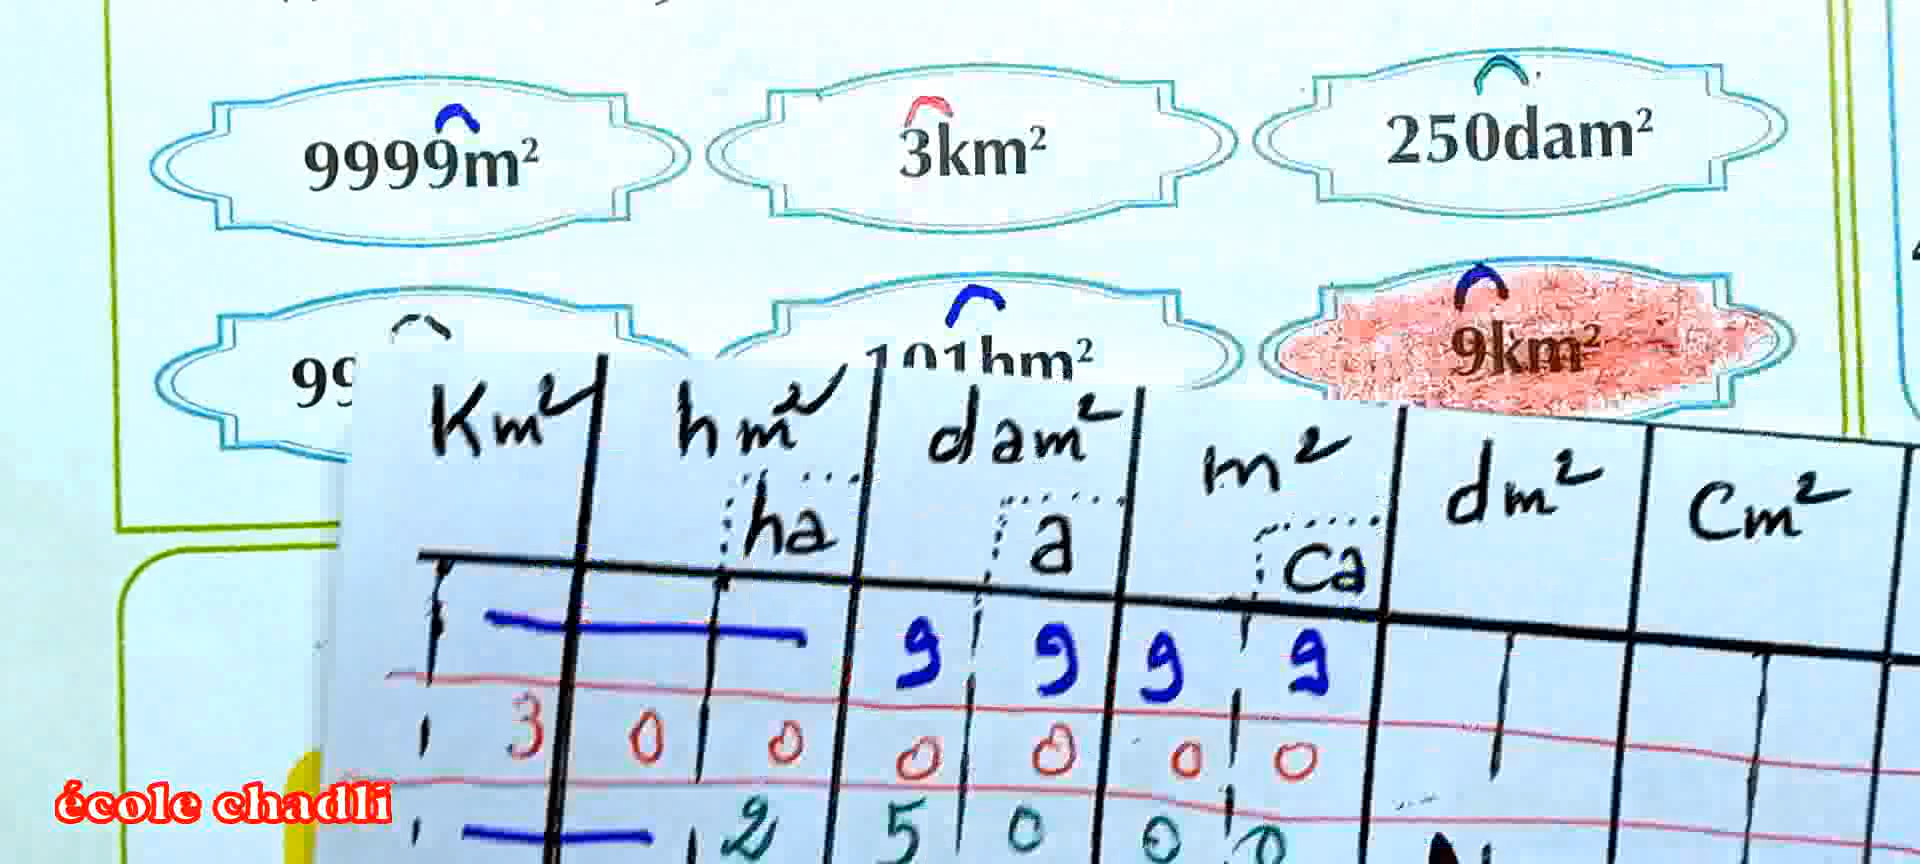 9999m² 3km² 250dam²
101hm² 9km²
Km² hm² dam² m² dm² Cm²
ha a ca
9 9 9 9
3 0 0 0 0 0 0
2 5 0 0 0
école chadli